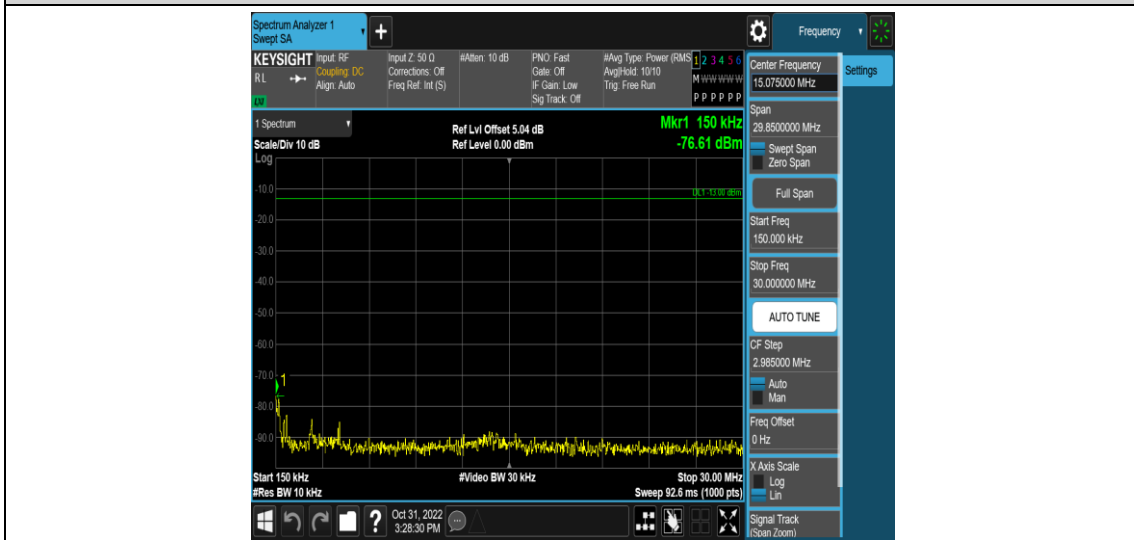 Spectrum Analyzer 1
Swept SA
+
Frequency
KEYSIGHT
RL
Input: RF
Coupling: DC
Align: Auto
Input Z: 50 Ω
Corrections: Off
Freq Ref: Int (S)
#Atten: 10 dB
PNO: Fast
Gate: Off
IF Gain: Low
Sig Track: Off
#Avg Type: Power (RMS
Avg|Hold: 10/10
Trig: Free Run
1 2 3 4 5 6
M W W W W W
P P P P P P
1 Spectrum
Scale/Div 10 dB
Ref Lvl Offset 5.04 dB
Ref Level 0.00 dBm
Mkr1 150 kHz
-76.61 dBm
Log
DL1 -13.00 dBm
-10.0
-20.0
-30.0
-40.0
-50.0
-60.0
-70.0
1
-80.0
-90.0
Start 150 kHz
#Video BW 30 kHz
Stop 30.00 MHz
#Res BW 10 kHz
Sweep 92.6 ms (1000 pts)
?
Oct 31, 2022
3:28:30 PM
Center Frequency
15.075000 MHz
Settings
Span
29.8500000 MHz
Swept Span
Zero Span
Full Span
Start Freq
150.000 kHz
Stop Freq
30.000000 MHz
AUTO TUNE
CF Step
2.985000 MHz
Auto
Man
Freq Offset
0 Hz
X Axis Scale
Log
Lin
Signal Track
(Span Zoom)